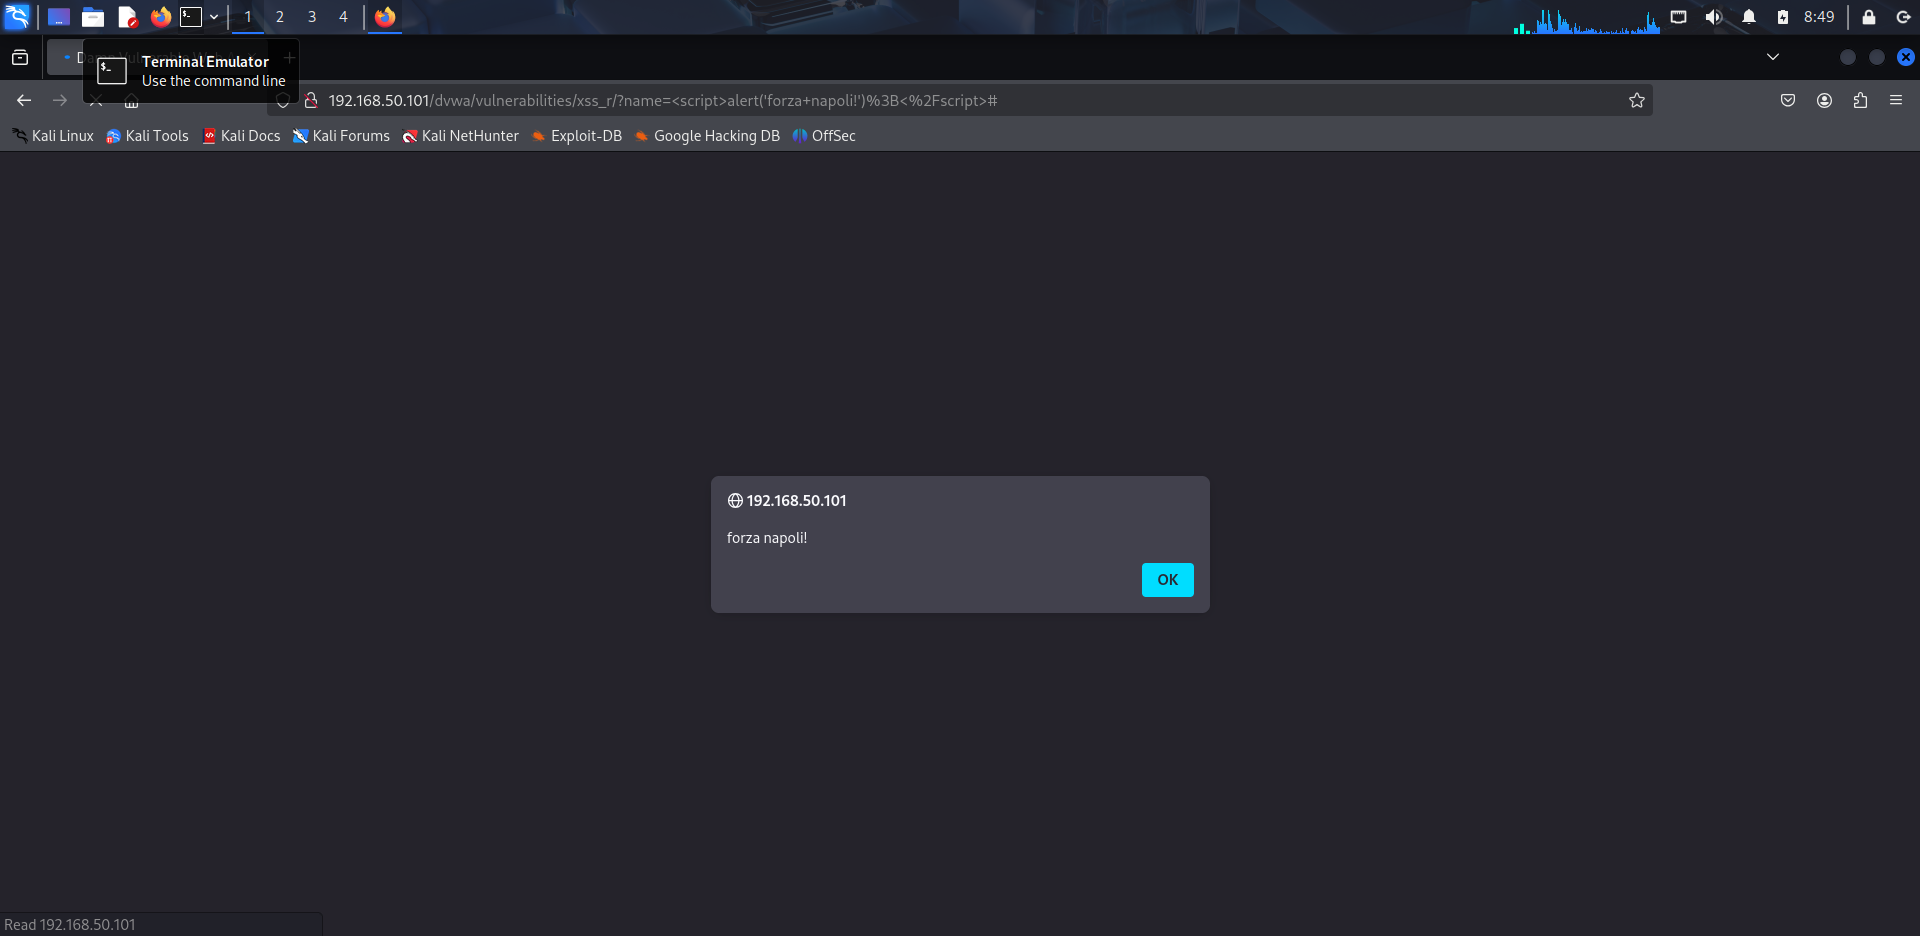 1 2 3 4 8:49
Terminal Emulator
Use the command line
192.168.50.101/dvwa/vulnerabilities/xss_r/?name=<script>alert('forza+napoli!')%3B<%2Fscript>#
Kali Linux Kali Tools Kali Docs Kali Forums Kali NetHunter Exploit-DB Google Hacking DB OffSec
192.168.50.101
forza napoli!
OK
Read 192.168.50.101